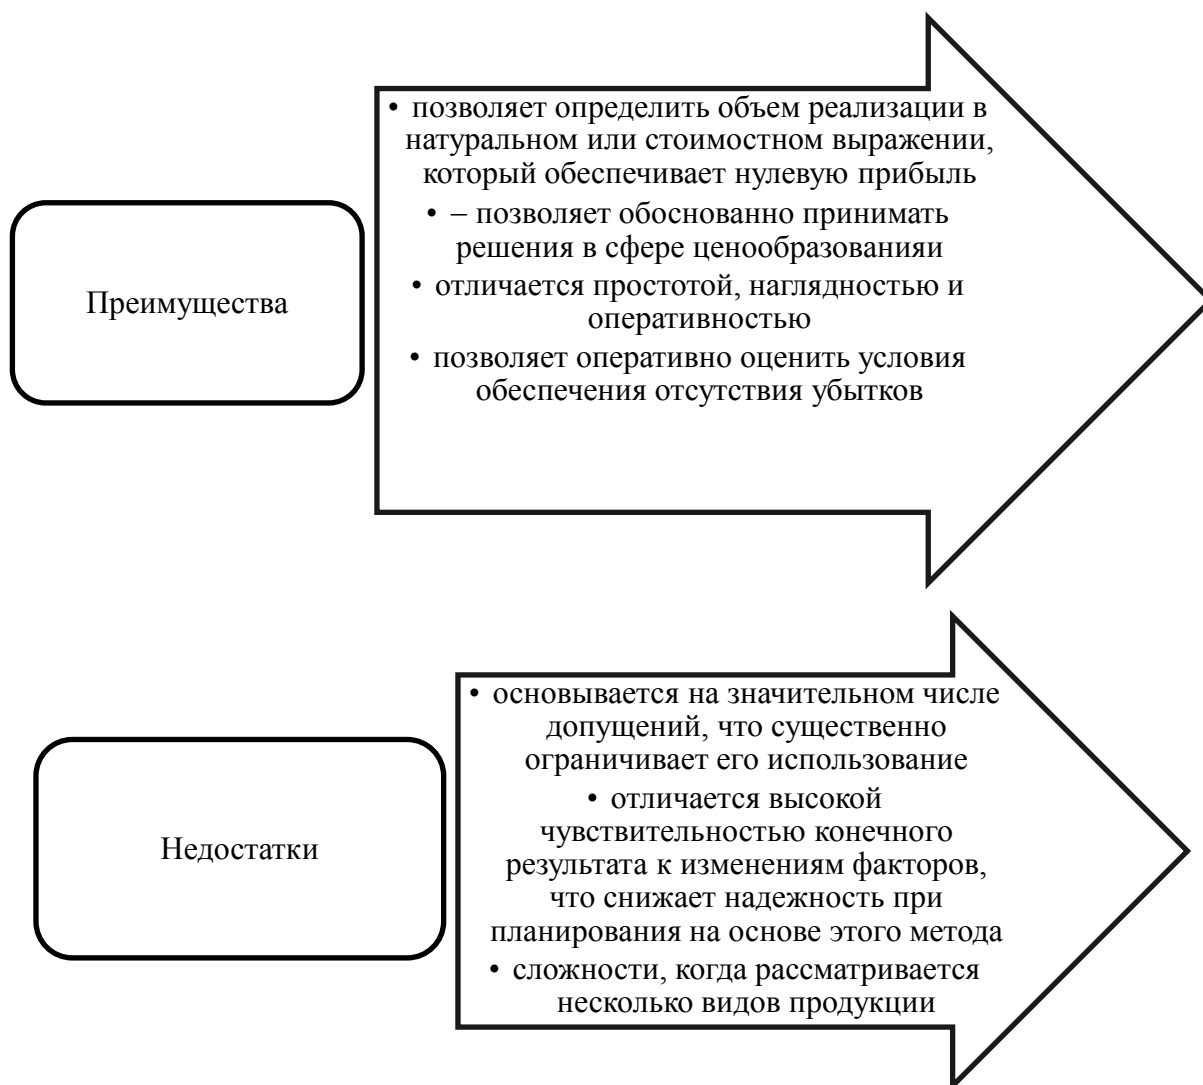 Преимущества
• позволяет определить объем реализации в
натуральном или стоимостном выражении,
который обеспечивает нулевую прибыль
• – позволяет обоснованно принимать
решения в сфере ценообразованияи
• отличается простотой, наглядностью и
оперативностью
• позволяет оперативно оценить условия
обеспечения отсутствия убытков
Недостатки
• основывается на значительном числе
допущений, что существенно
ограничивает его использование
• отличается высокой
чувствительностью конечного
результата к изменениям факторов,
что снижает надежность при
планирования на основе этого метода
• сложности, когда рассматривается
несколько видов продукции